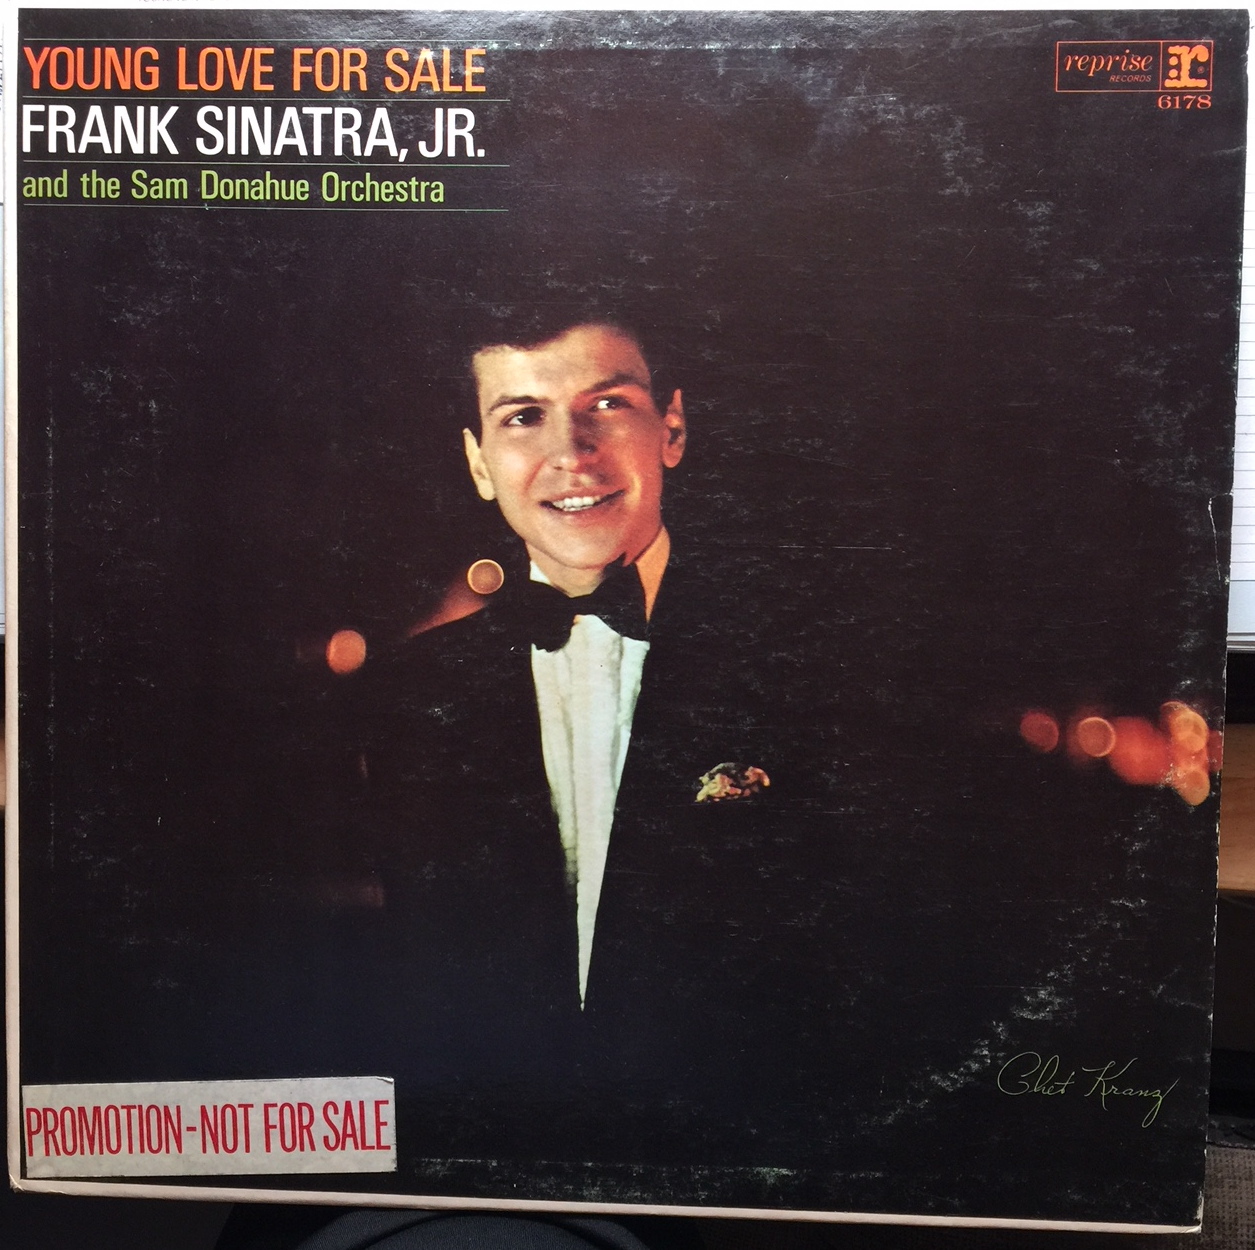 YOUNG LOVE FOR SALE
FRANK SINATRA, JR.
and the Sam Donahue Orchestra
reprise r:
RECORDS
6178
Chet Kranz
PROMOTION-NOT FOR SALE